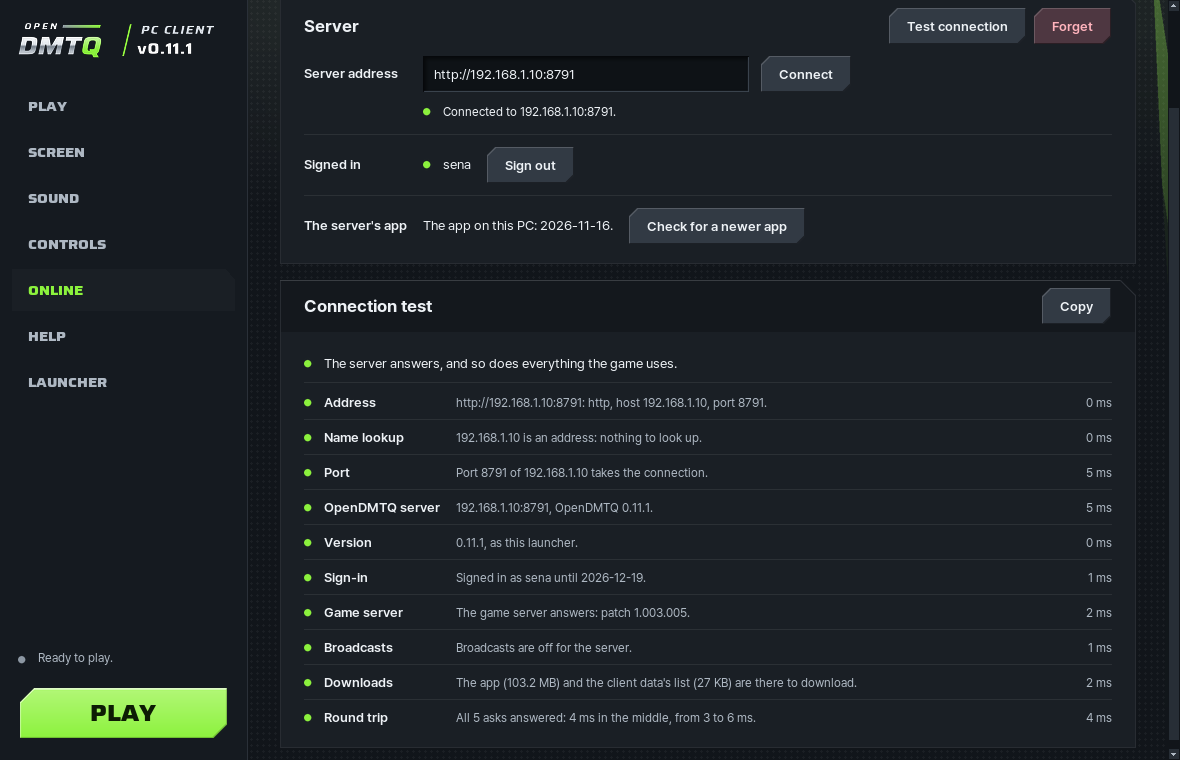 OPEN
DMTQ
PC CLIENT
v0.11.1
PLAY
SCREEN
SOUND
CONTROLS
ONLINE
HELP
LAUNCHER
Ready to play.
PLAY
Server
Test connection
Forget
Server address
http://192.168.1.10:8791
Connect
Connected to 192.168.1.10:8791.
Signed in
sena
Sign out
The server's app
The app on this PC: 2026-11-16.
Check for a newer app
Connection test
Copy
The server answers, and so does everything the game uses.
Address http://192.168.1.10:8791: http, host 192.168.1.10, port 8791. 0 ms
Name lookup 192.168.1.10 is an address: nothing to look up. 0 ms
Port Port 8791 of 192.168.1.10 takes the connection. 5 ms
OpenDMTQ server 192.168.1.10:8791, OpenDMTQ 0.11.1. 5 ms
Version 0.11.1, as this launcher. 0 ms
Sign-in Signed in as sena until 2026-12-19. 1 ms
Game server The game server answers: patch 1.003.005. 2 ms
Broadcasts Broadcasts are off for the server. 1 ms
Downloads The app (103.2 MB) and the client data's list (27 KB) are there to download. 2 ms
Round trip All 5 asks answered: 4 ms in the middle, from 3 to 6 ms. 4 ms